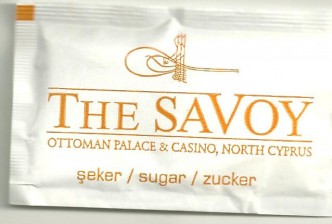 THE SAVOY
OTTOMAN PALACE & CASINO, NORTH CYPRUS
şeker / sugar / zucker